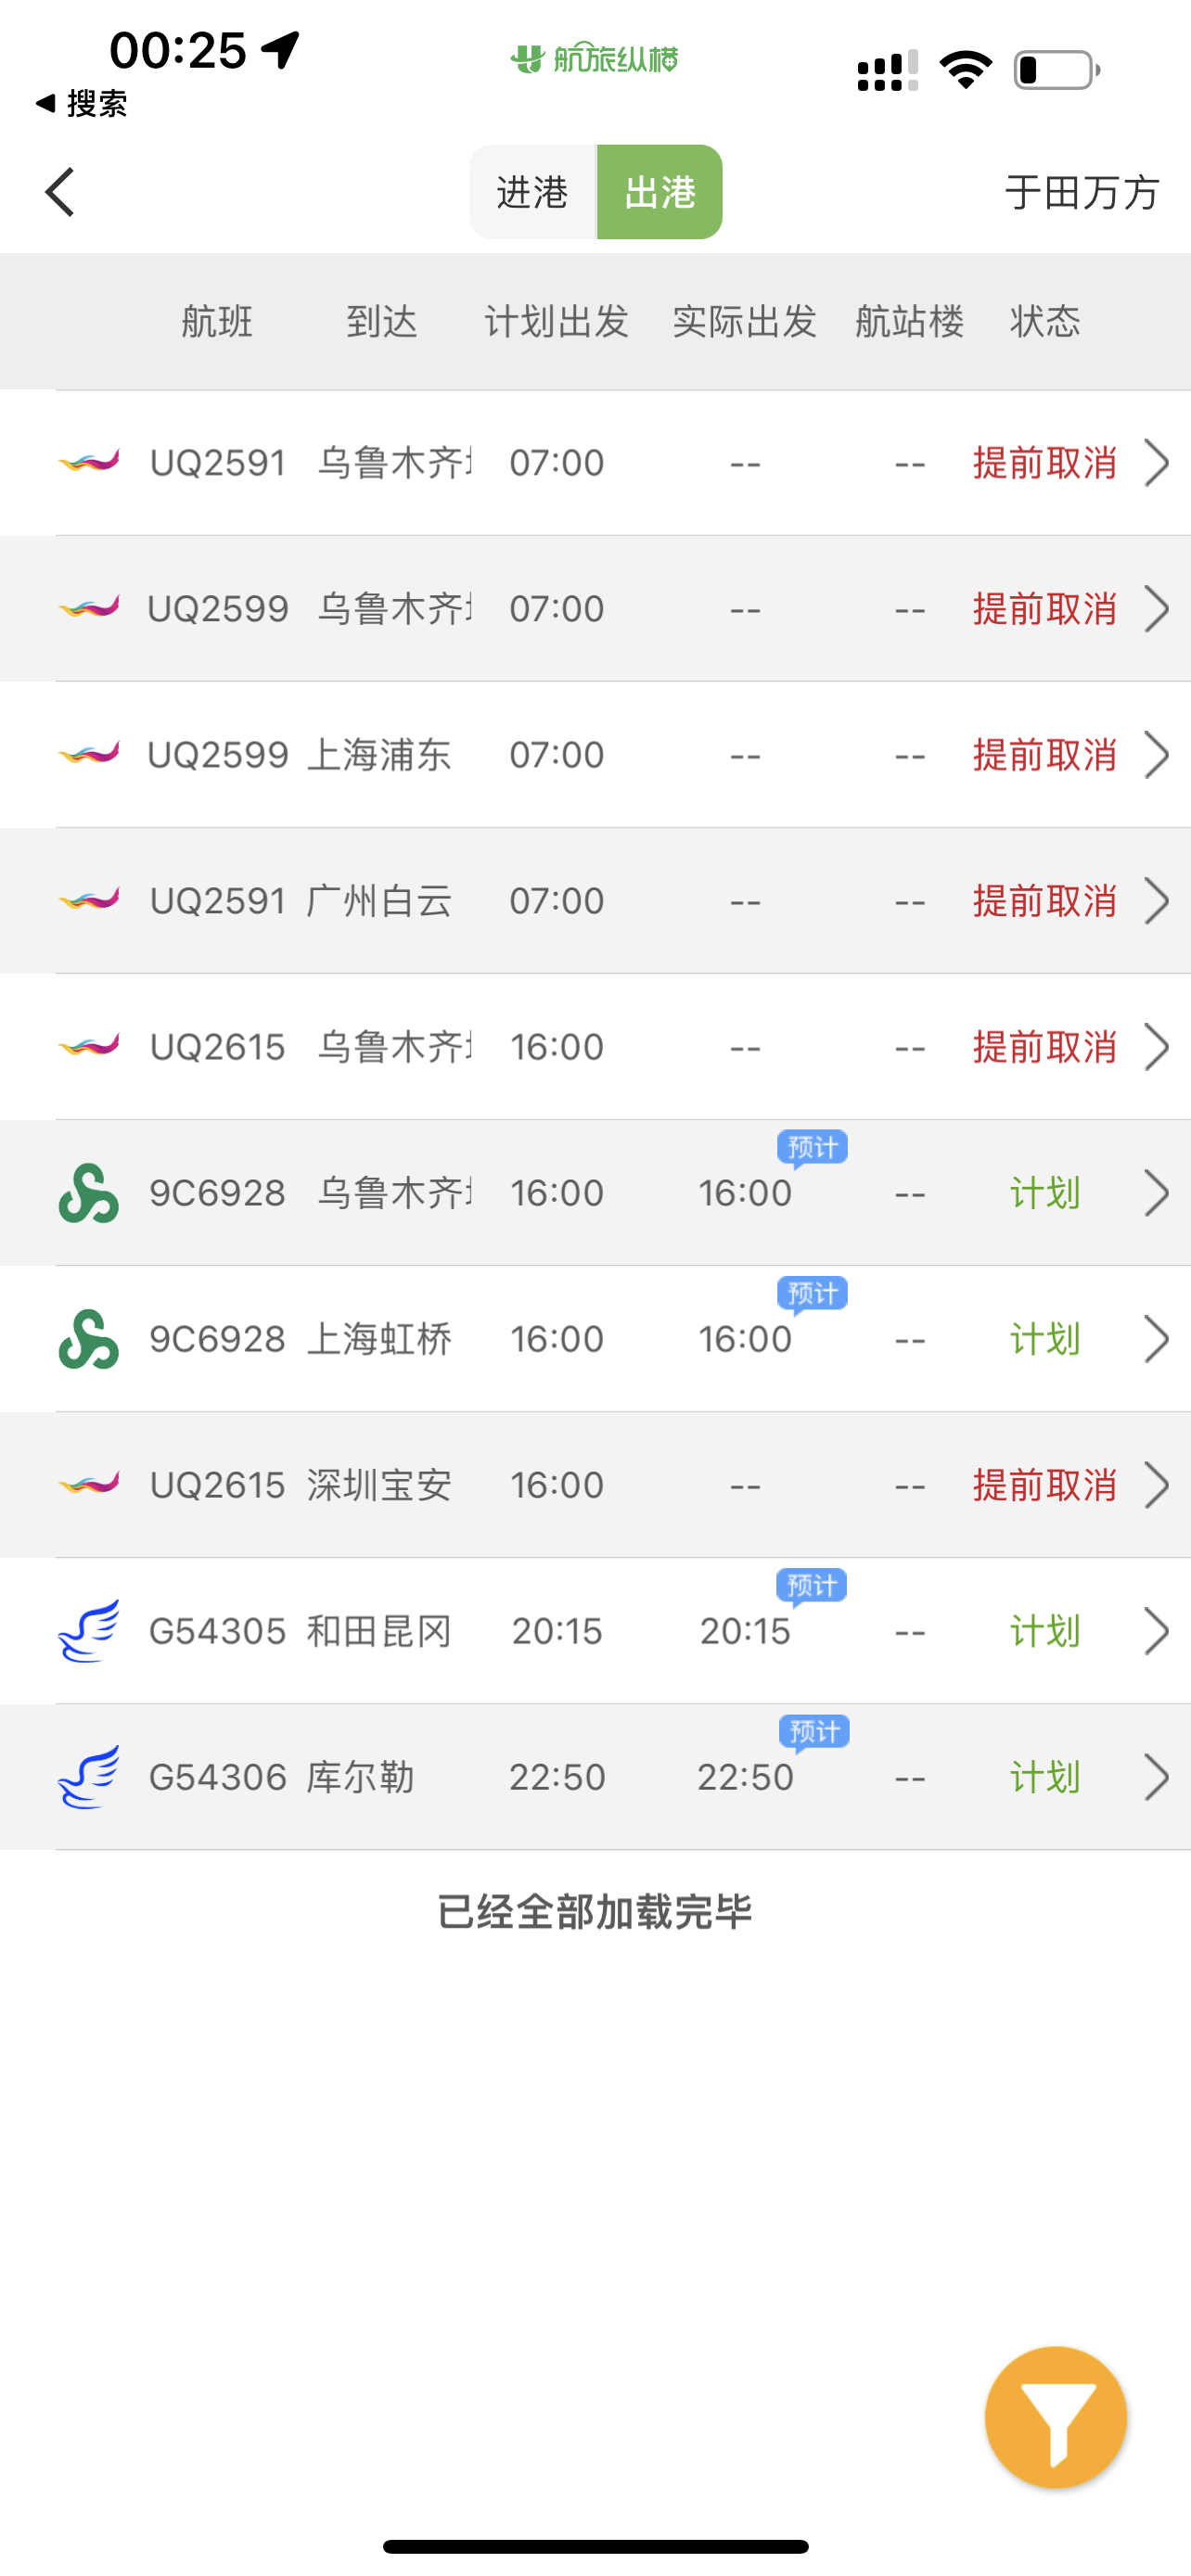 00:25
航旅纵横
搜索
进港 出港 于田万方
航班 到达 计划出发 实际出发 航站楼 状态
UQ2591 乌鲁木齐 07:00 -- -- 提前取消
UQ2599 乌鲁木齐 07:00 -- -- 提前取消
UQ2599 上海浦东 07:00 -- -- 提前取消
UQ2591 广州白云 07:00 -- -- 提前取消
UQ2615 乌鲁木齐 16:00 -- -- 提前取消
预计
9C6928 乌鲁木齐 16:00 16:00 -- 计划
预计
9C6928 上海虹桥 16:00 16:00 -- 计划
UQ2615 深圳宝安 16:00 -- -- 提前取消
预计
G54305 和田昆冈 20:15 20:15 -- 计划
预计
G54306 库尔勒 22:50 22:50 -- 计划
已经全部加载完毕